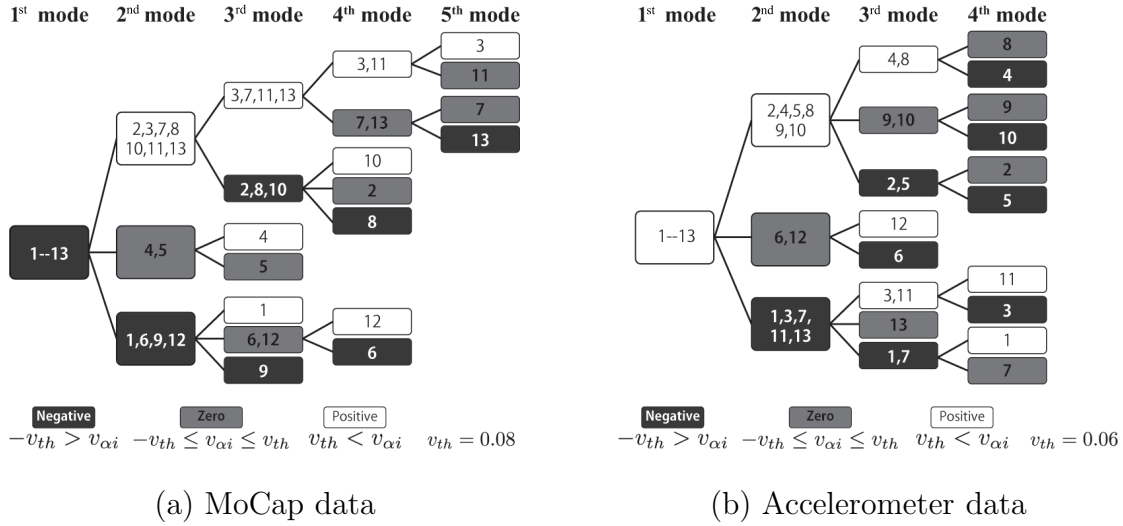 1st mode 2nd mode 3rd mode 4th mode 5th mode
3
3,11
11
3,7,11,13
7
7,13
2,3,7,8
10,11,13
13
10
2,8,10
2
8
4
1--13
4,5
5
1
12
1,6,9,12
6,12
6
9
Negative
Zero
Positive
−vth > vαi
−vth ≤ vαi ≤ vth
vth < vαi
vth = 0.08
(a) MoCap data
1st mode 2nd mode 3rd mode 4th mode
8
4,8
4
2,4,5,8
9,10
9
9,10
10
2
2,5
5
12
1--13
6,12
6
11
3,11
3
1,3,7,
11,13
13
1
1,7
7
Negative
Zero
Positive
−vth > vαi
−vth ≤ vαi ≤ vth
vth < vαi
vth = 0.06
(b) Accelerometer data